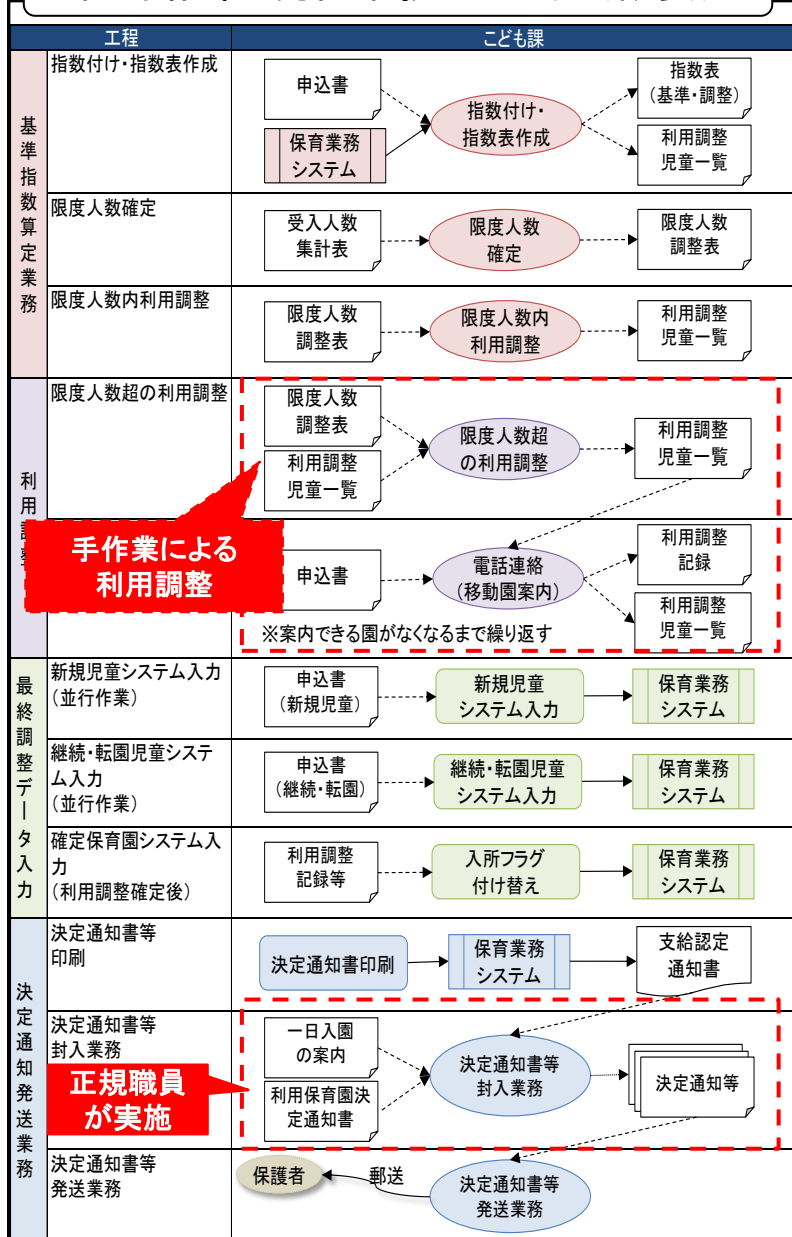 工程
こども課
基準指数算定業務
指数付け・指数表作成
申込書
保育業務
システム
指数付け・
指数表作成
指数表
(基準・調整)
利用調整
児童一覧
限度人数確定
受入人数
集計表
限度人数
確定
限度人数
調整表
限度人数内利用調整
限度人数
調整表
限度人数内
利用調整
利用調整
児童一覧
利用
限度人数超の利用調整
限度人数
調整表
利用調整
児童一覧
限度人数超
の利用調整
利用調整
児童一覧
手作業による
利用調整
申込書
電話連絡
(移動園案内)
利用調整
記録
利用調整
児童一覧
※案内できる園がなくなるまで繰り返す
最終調整データ入力
新規児童システム入力
(並行作業)
申込書
(新規児童)
新規児童
システム入力
保育業務
システム
継続・転園児童システ
ム入力
(並行作業)
申込書
(継続・転園)
継続・転園児童
システム入力
保育業務
システム
確定保育園システム入
力
(利用調整確定後)
利用調整
記録等
入所フラグ
付け替え
保育業務
システム
決定通知発送業務
決定通知書等
印刷
決定通知書印刷
保育業務
システム
支給認定
通知書
決定通知書等
封入業務
正規職員
が実施
一日入園
の案内
利用保育園決
定通知書
決定通知書等
封入業務
決定通知等
決定通知書等
発送業務
保護者
郵送
決定通知書等
発送業務